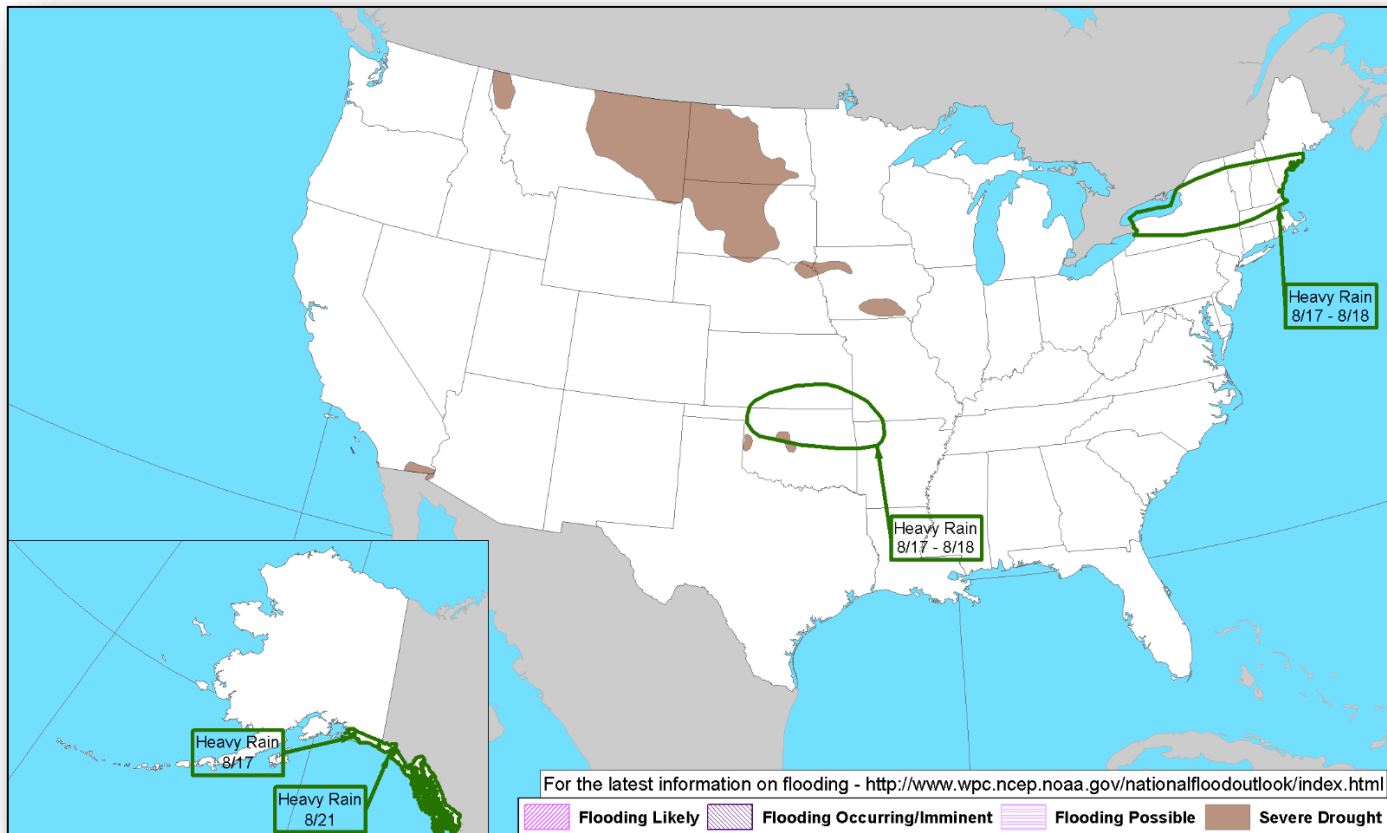 Heavy Rain
8/17 - 8/18
Heavy Rain
8/17 - 8/18
Heavy Rain
8/17
Heavy Rain
8/21
For the latest information on flooding - http://www.wpc.ncep.noaa.gov/nationalfloodoutlook/index.html
Flooding Likely Flooding Occurring/Imminent Flooding Possible Severe Drought